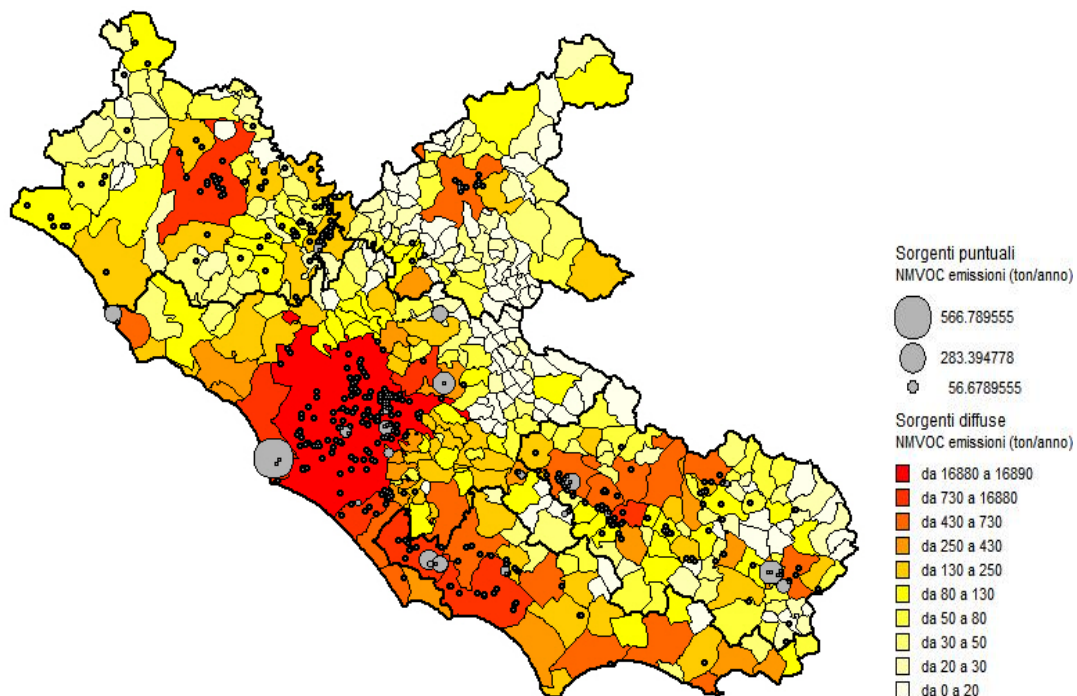 Sorgenti puntuali
NMVOC emissioni (ton/anno)
566.789555
283.394778
56.6789555
Sorgenti diffuse
NMVOC emissioni (ton/anno)
da 16880 a 16890
da 730 a 16880
da 430 a 730
da 250 a 430
da 130 a 250
da 80 a 130
da 50 a 80
da 30 a 50
da 20 a 30
da 0 a 20